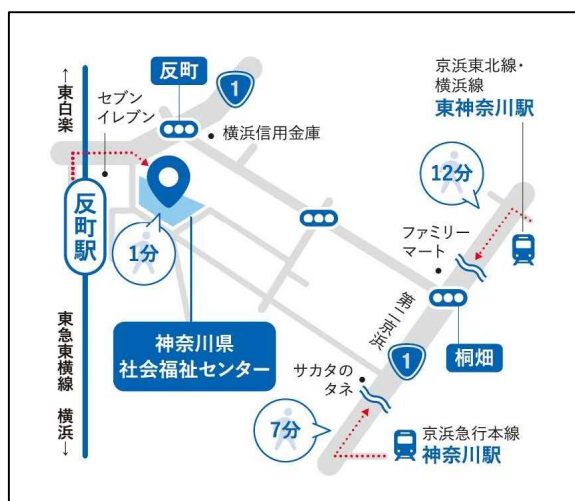 反町
1
京浜東北線・
横浜線
東神奈川駅
←東白楽
セブン
イレブン
横浜信用金庫
12分
反町駅
1分
ファミリー
マート
神奈川県
社会福祉センター
第二京浜
1
桐畑
サカタの
タネ
東急東横線 横浜→
7分
京浜急行本線
神奈川駅